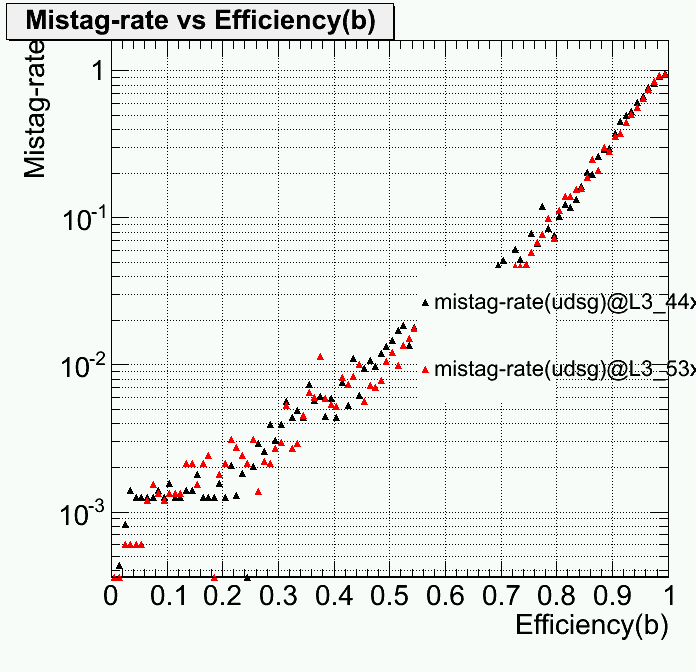 Mistag-rate vs Efficiency(b)
Mistag-rate
1
10-1
mistag-rate(udsg)@L3_44x
10-2
mistag-rate(udsg)@L3_53x
10-3
0 0.1 0.2 0.3 0.4 0.5 0.6 0.7 0.8 0.9 1
Efficiency(b)